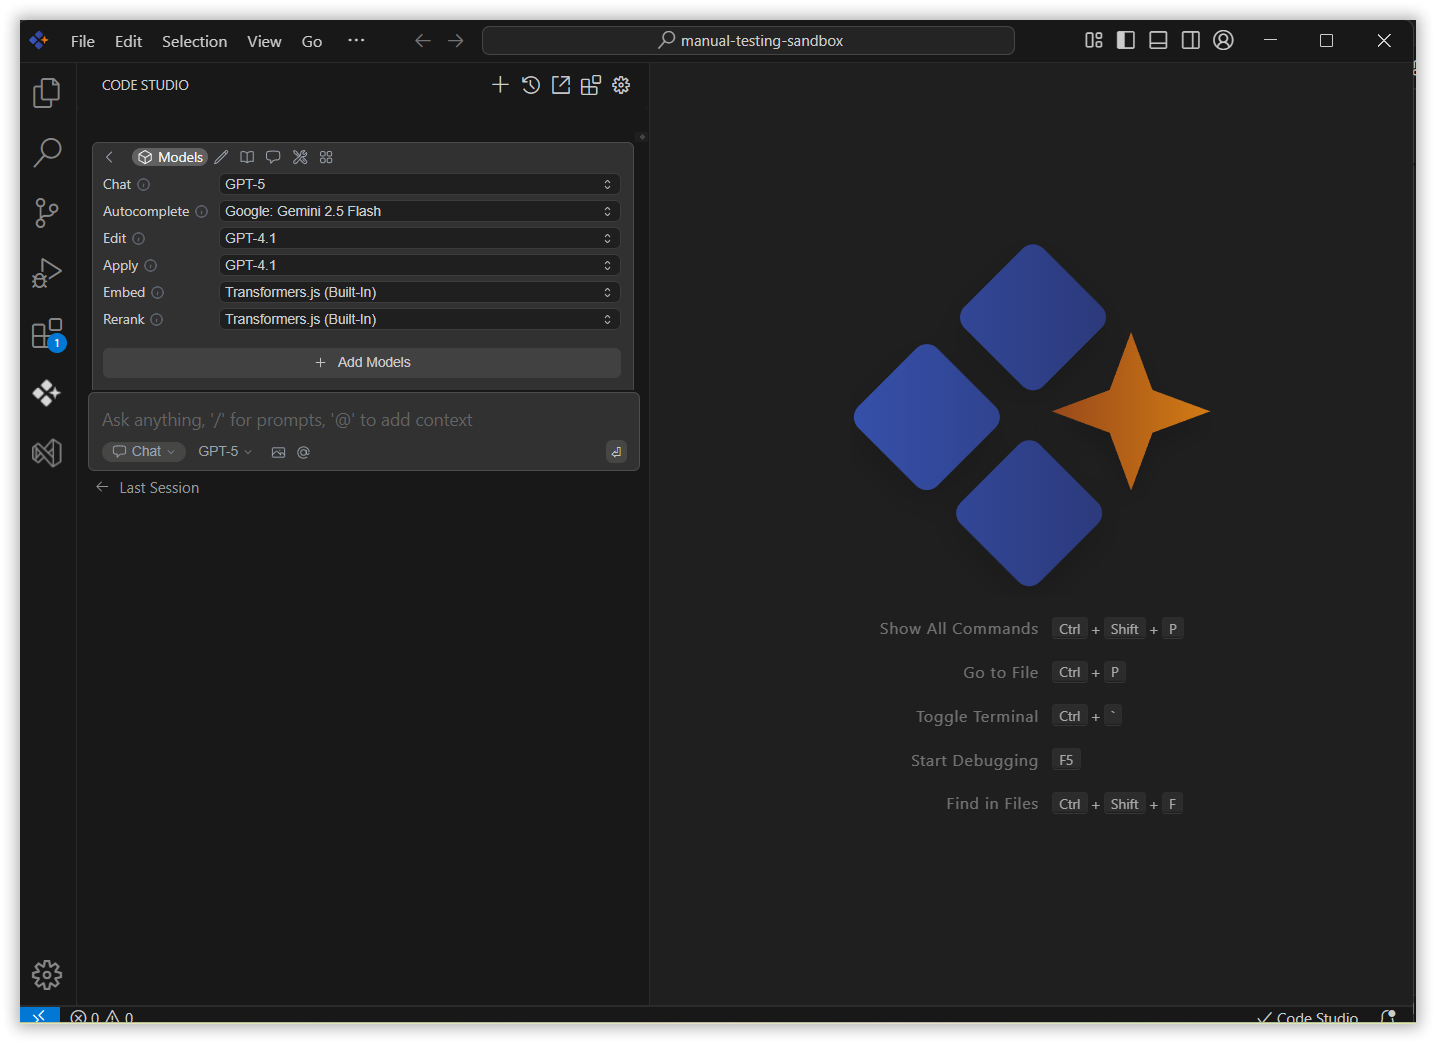 File Edit Selection View Go ··· manual-testing-sandbox
CODE STUDIO
Models
Chat GPT-5
Autocomplete Google: Gemini 2.5 Flash
Edit GPT-4.1
Apply GPT-4.1
Embed Transformers.js (Built-In)
Rerank Transformers.js (Built-In)
+ Add Models
Ask anything, '/' for prompts, '@' to add context
Chat GPT-5 @
Last Session
1
Show All Commands Ctrl + Shift + P
Go to File Ctrl + P
Toggle Terminal Ctrl + `
Start Debugging F5
Find in Files Ctrl + Shift + F
0 0 Code Studio